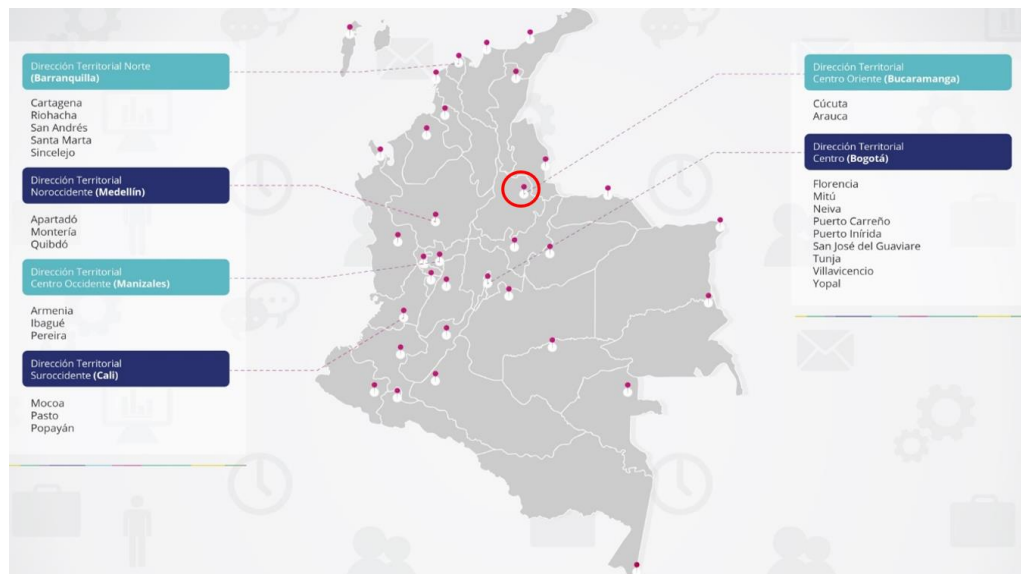 Dirección Territorial Norte
(Barranquilla)
Cartagena
Riohacha
San Andrés
Santa Marta
Sincelejo
Dirección Territorial
Noroccidente (Medellín)
Apartadó
Montería
Quibdó
Dirección Territorial
Centro Occidente (Manizales)
Armenia
Ibagué
Pereira
Dirección Territorial
Suroccidente (Cali)
Mocoa
Pasto
Popayán
Dirección Territorial
Centro Oriente (Bucaramanga)
Cúcuta
Arauca
Dirección Territorial
Centro (Bogotá)
Florencia
Mitú
Neiva
Puerto Carreño
Puerto Inírida
San José del Guaviare
Tunja
Villavicencio
Yopal